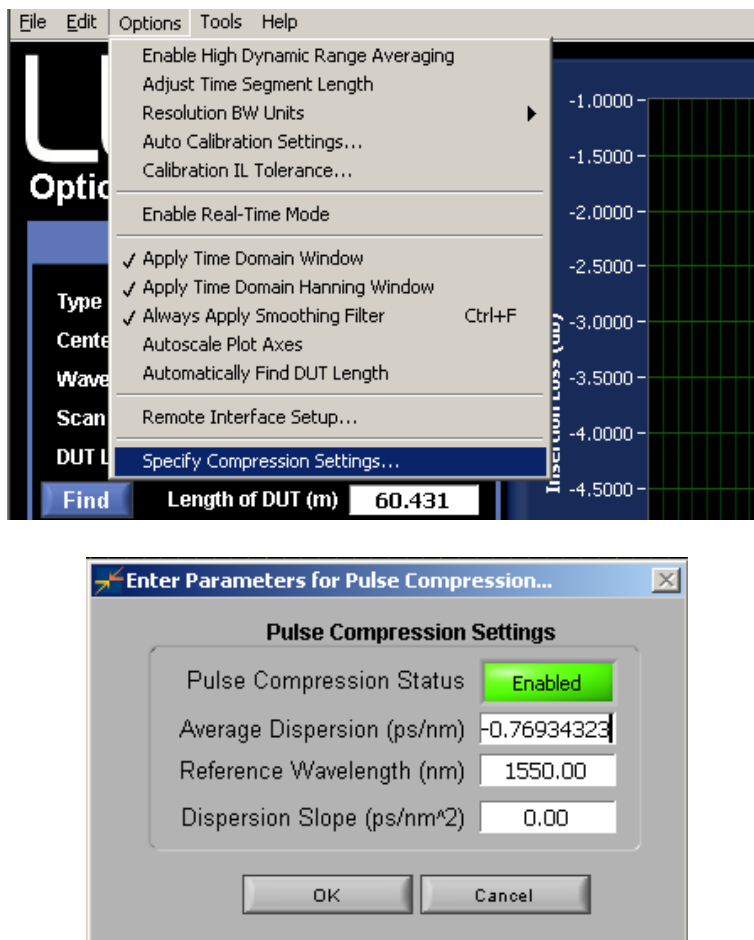 File Edit Options Tools Help
Enable High Dynamic Range Averaging
Adjust Time Segment Length
Resolution BW Units
Auto Calibration Settings...
Calibration IL Tolerance...
Enable Real-Time Mode
✓ Apply Time Domain Window
✓ Apply Time Domain Hanning Window
✓ Always Apply Smoothing Filter Ctrl+F
Autoscale Plot Axes
Automatically Find DUT Length
Remote Interface Setup...
Specify Compression Settings...
Optic
Type
Cente
Wave
Scan
DUT L
Find Length of DUT (m) 60.431
Insertion Loss (db)
-1.0000
-1.5000
-2.0000
-2.5000
-3.0000
-3.5000
-4.0000
-4.5000
Enter Parameters for Pulse Compression...
Pulse Compression Settings
Pulse Compression Status Enabled
Average Dispersion (ps/nm) -0.76934323
Reference Wavelength (nm) 1550.00
Dispersion Slope (ps/nm^2) 0.00
OK Cancel